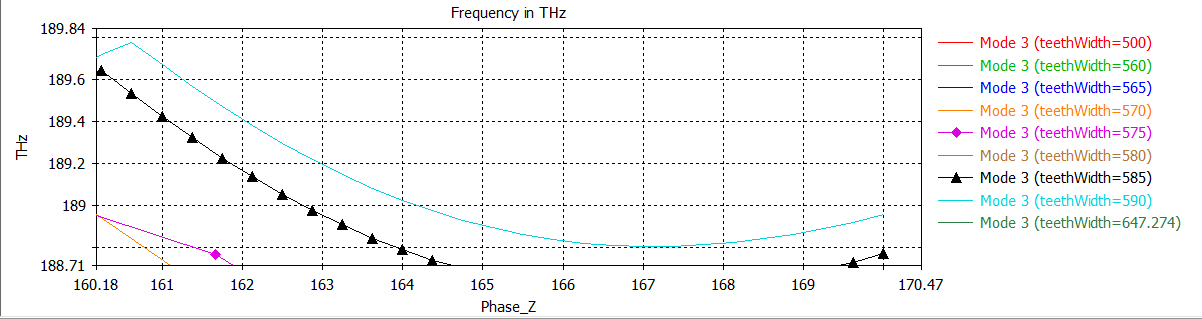 Frequency in THz
189.84
189.6
189.4
189.2
189
188.71
THz
160.18
161
162
163
164
165
166
167
168
169
170.47
Phase_Z
Mode 3 (teethWidth=500)
Mode 3 (teethWidth=560)
Mode 3 (teethWidth=565)
Mode 3 (teethWidth=570)
Mode 3 (teethWidth=575)
Mode 3 (teethWidth=580)
Mode 3 (teethWidth=585)
Mode 3 (teethWidth=590)
Mode 3 (teethWidth=647.274)